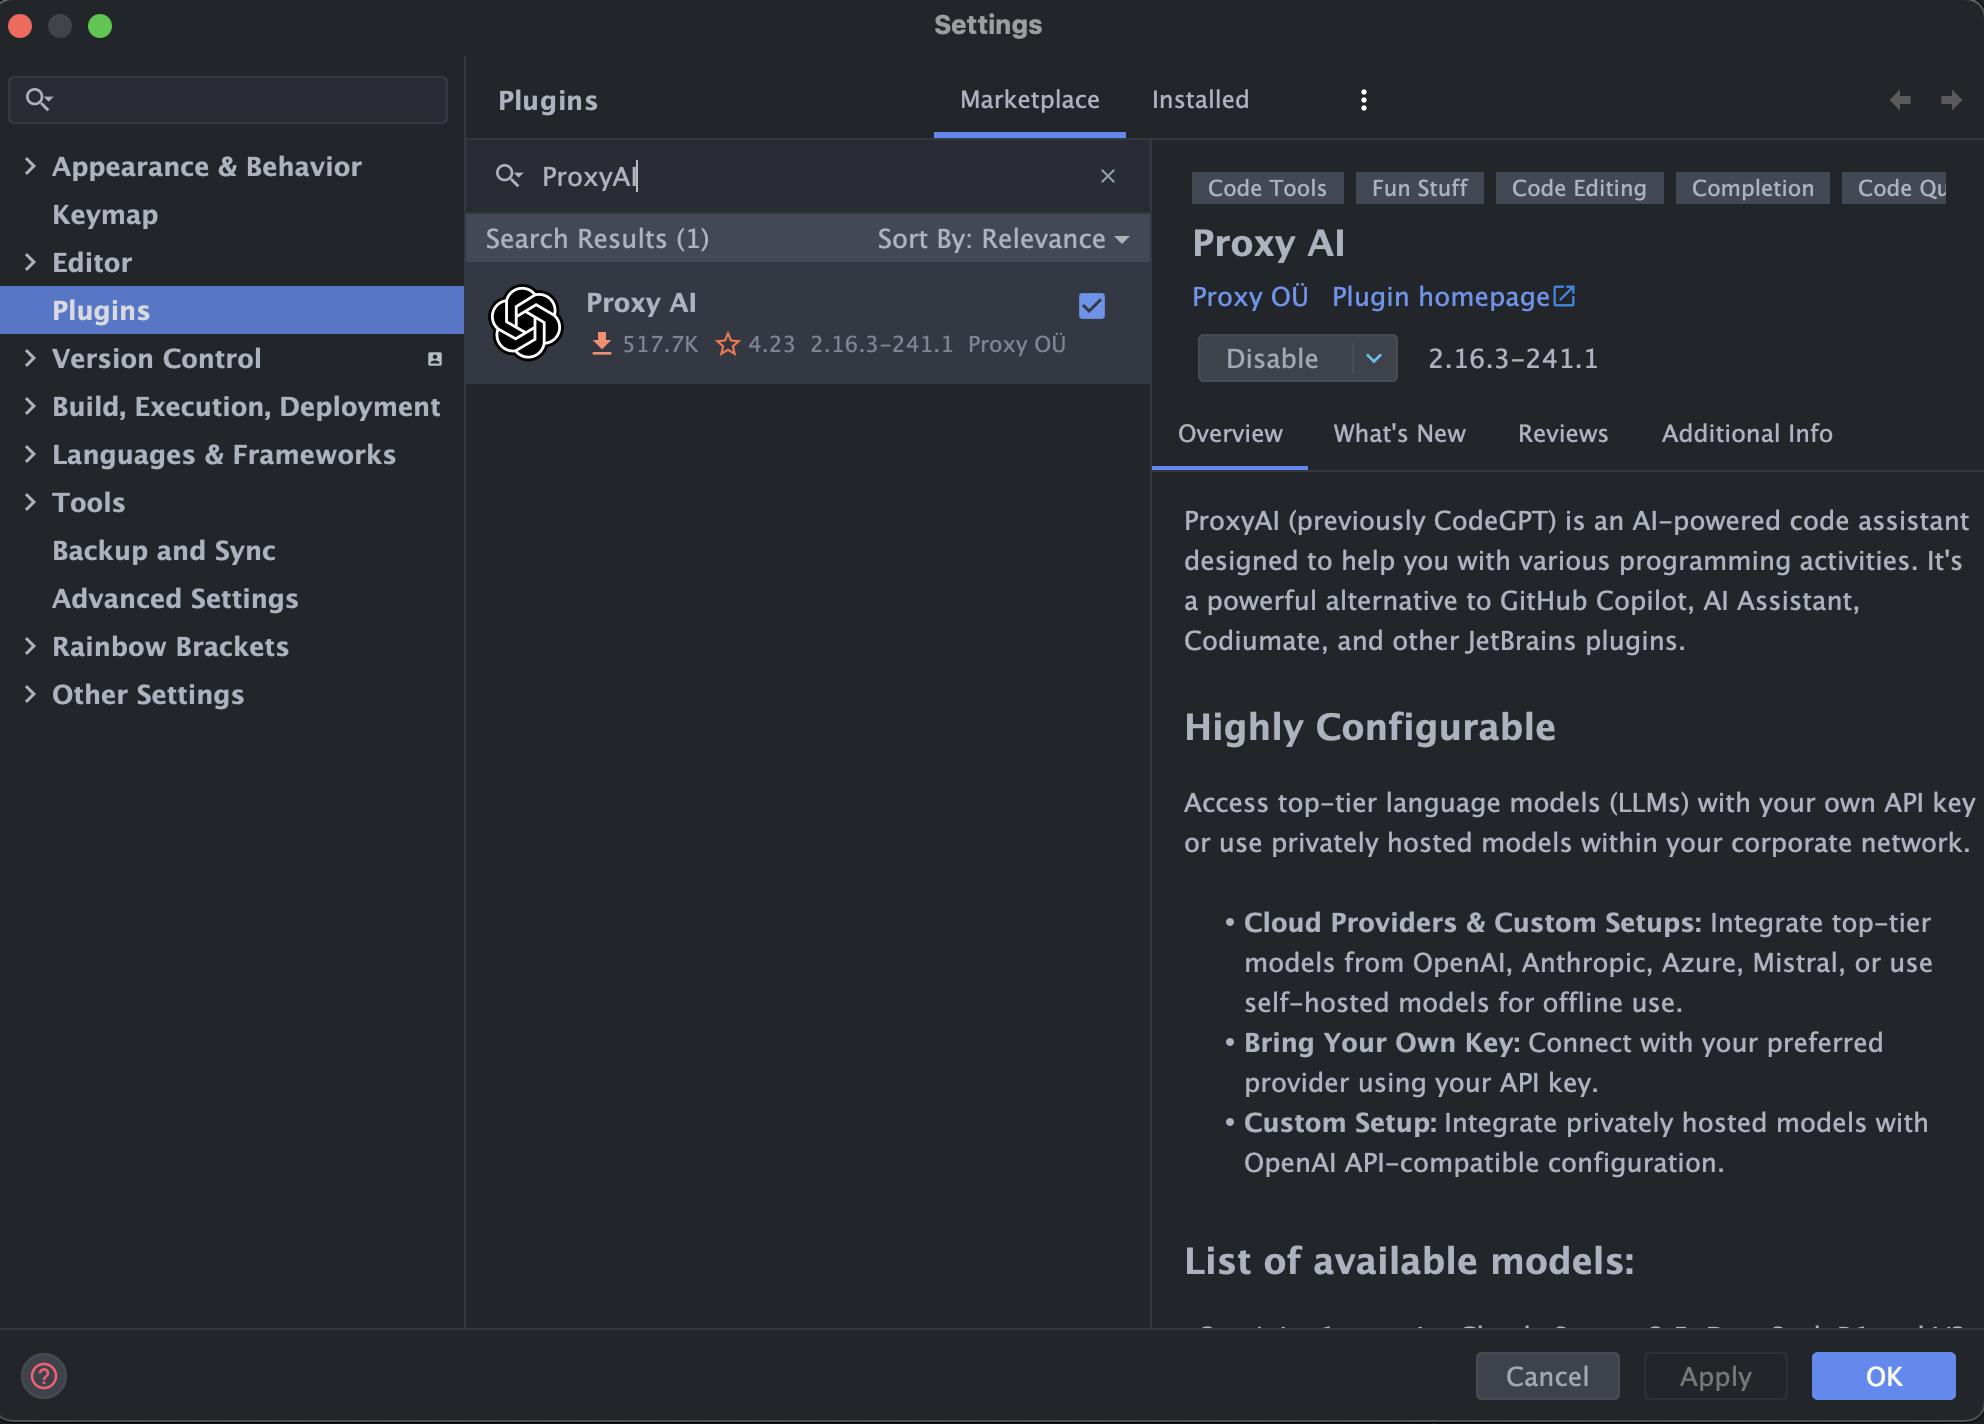 Settings
Plugins
Marketplace
Installed
Appearance & Behavior
Keymap
Editor
Plugins
Version Control
Build, Execution, Deployment
Languages & Frameworks
Tools
Backup and Sync
Advanced Settings
Rainbow Brackets
Other Settings
ProxyAI
Search Results (1)
Sort By: Relevance
Proxy AI
517.7K 4.23 2.16.3-241.1 Proxy OÜ
Code Tools
Fun Stuff
Code Editing
Completion
Code Qu
Proxy AI
Proxy OÜ Plugin homepage
Disable
2.16.3-241.1
Overview
What's New
Reviews
Additional Info
ProxyAI (previously CodeGPT) is an AI-powered code assistant
designed to help you with various programming activities. It's
a powerful alternative to GitHub Copilot, AI Assistant,
Codiumate, and other JetBrains plugins.
Highly Configurable
Access top-tier language models (LLMs) with your own API key
or use privately hosted models within your corporate network.
• Cloud Providers & Custom Setups: Integrate top-tier
models from OpenAI, Anthropic, Azure, Mistral, or use
self-hosted models for offline use.
• Bring Your Own Key: Connect with your preferred
provider using your API key.
• Custom Setup: Integrate privately hosted models with
OpenAI API-compatible configuration.
List of available models:
Cancel
Apply
OK